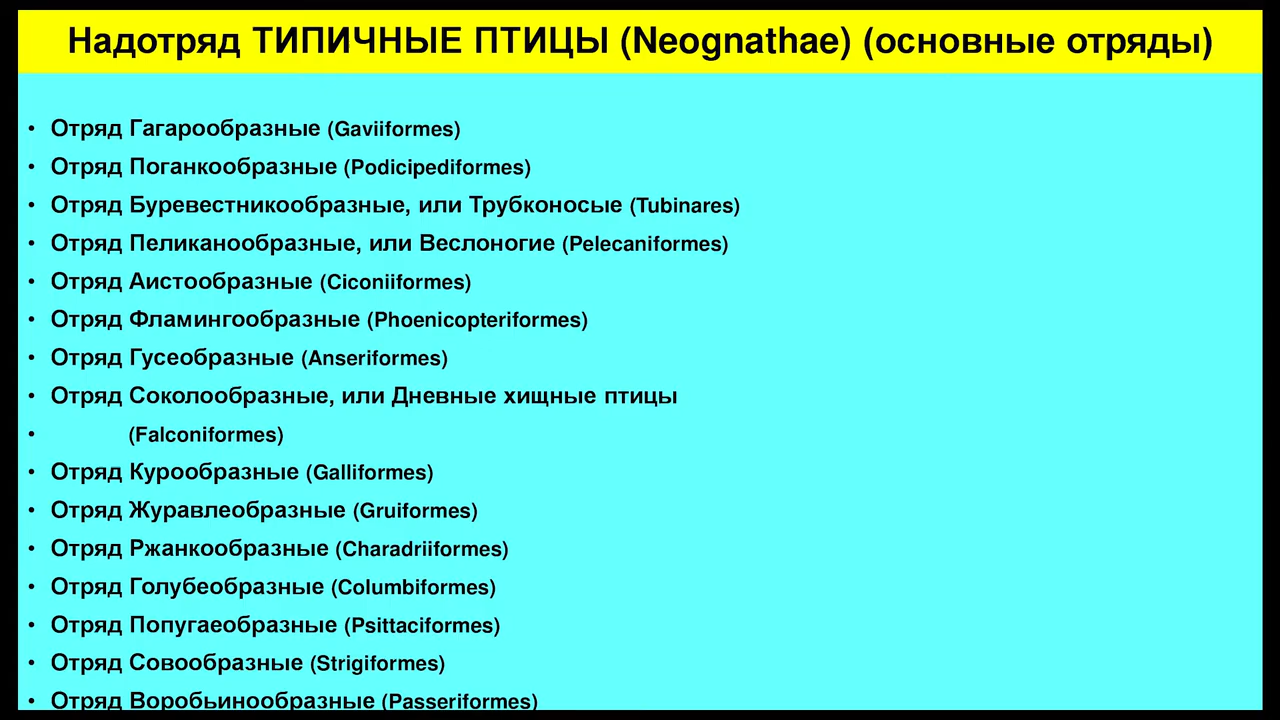 Надотряд ТИПИЧНЫЕ ПТИЦЫ (Neognathae) (основные отряды)
• Отряд Гагарообразные (Gaviiformes)
• Отряд Поганкообразные (Podicipediformes)
• Отряд Буревестникообразные, или Трубконосые (Tubinares)
• Отряд Пеликанообразные, или Веслоногие (Pelecaniformes)
• Отряд Аистообразные (Ciconiiformes)
• Отряд Фламингообразные (Phoenicopteriformes)
• Отряд Гусеобразные (Anseriformes)
• Отряд Соколообразные, или Дневные хищные птицы
• (Falconiformes)
• Отряд Курообразные (Galliformes)
• Отряд Журавлеобразные (Gruiformes)
• Отряд Ржанкообразные (Charadriiformes)
• Отряд Голубеобразные (Columbiformes)
• Отряд Попугаеобразные (Psittaciformes)
• Отряд Совообразные (Strigiformes)
• Отряд Воробьинообразные (Passeriformes)